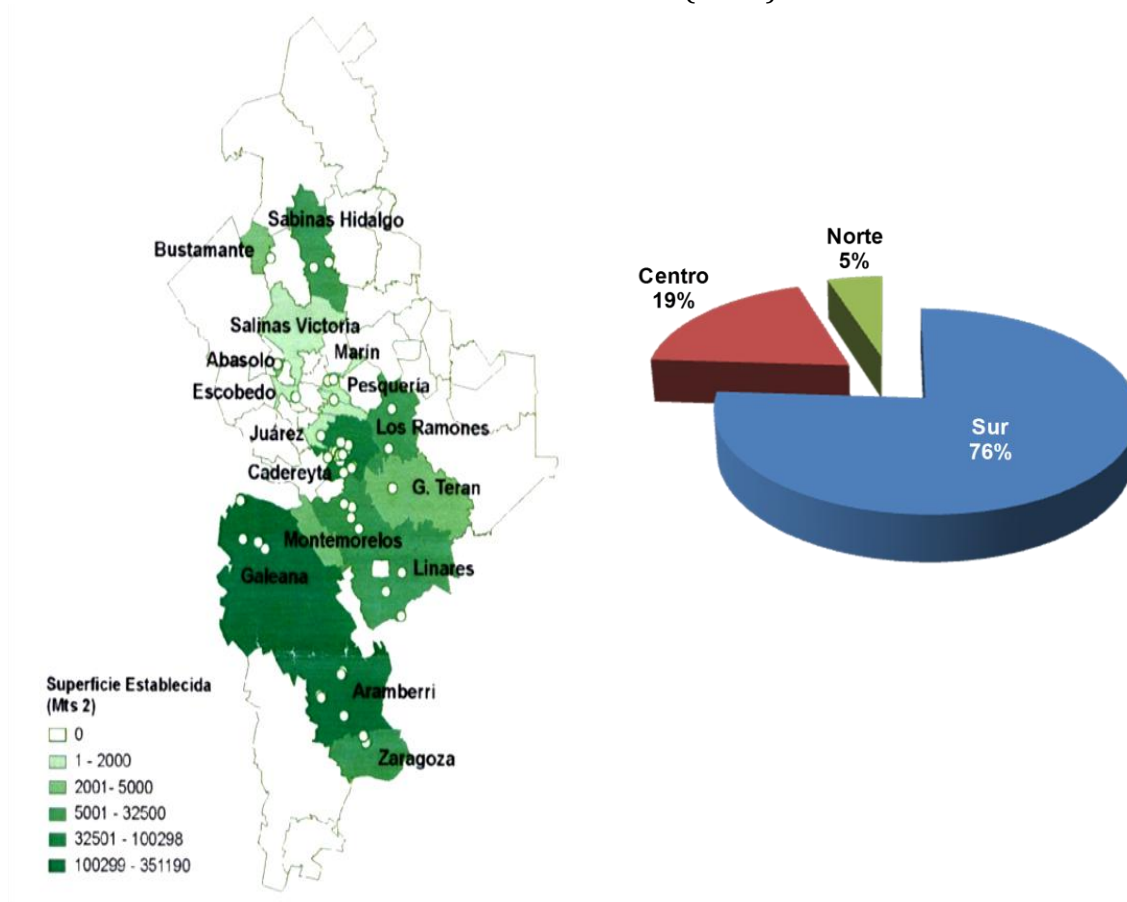 Sabinas Hidalgo
Bustamante
Salinas Victoria
Abasolo
Marin
Escobedo
Pesquería
Juárez
Los Ramones
Cadereyta
G. Teran
Montemorelos
Galeana
Linares
Aramberri
Zaragoza
Superficie Establecida
(Mts 2)
0
1 - 2000
2001- 5000
5001 - 32500
32501 - 100298
100299 - 351190
Norte
5%
Centro
19%
Sur
76%